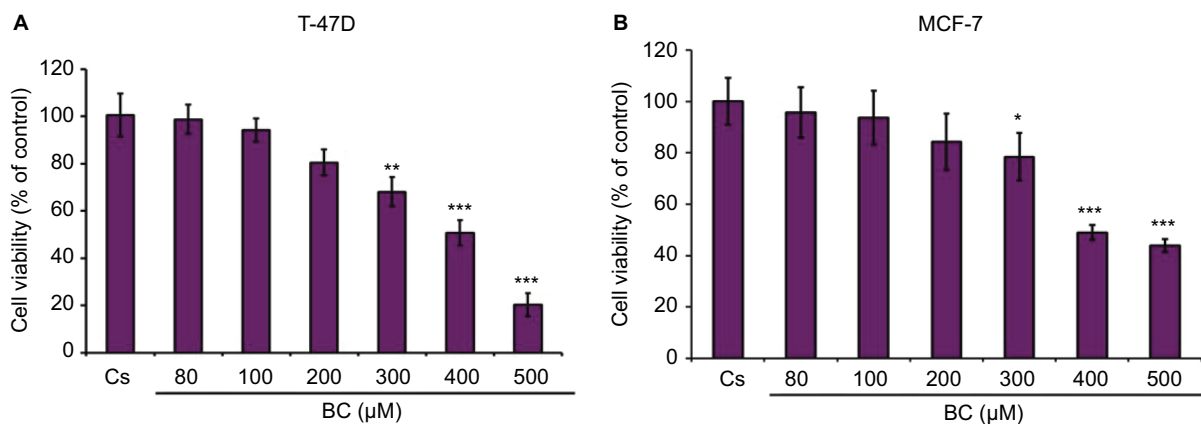 A
T-47D
Cell viability (% of control)
120
100
80
60
40
20
0
**
***
***
Cs 80 100 200 300 400 500
BC (µM)
B
MCF-7
Cell viability (% of control)
120
100
80
60
40
20
0
*
***
***
Cs 80 100 200 300 400 500
BC (µM)